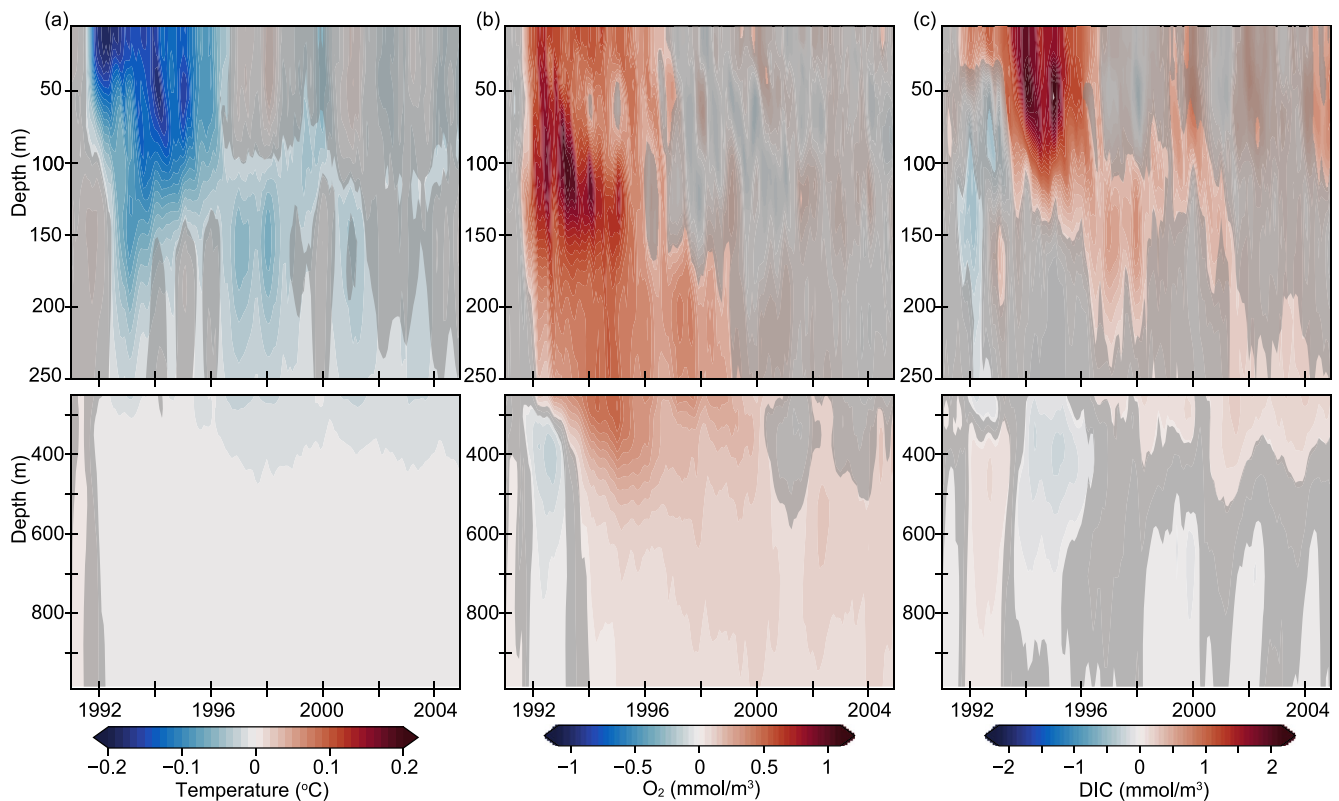 (a) (b) (c)
Depth (m)
50 50 50
100 100 100
150 150 150
200 200 200
250 250 250
Depth (m)
400 400 400
600 600 600
800 800 800
1992 1996 2000 2004 1992 1996 2000 2004 1992 1996 2000 2004
−0.2 −0.1 0 0.1 0.2 −1 −0.5 0 0.5 1 −2 −1 0 1 2
Temperature (°C) O₂ (mmol/m³) DIC (mmol/m³)